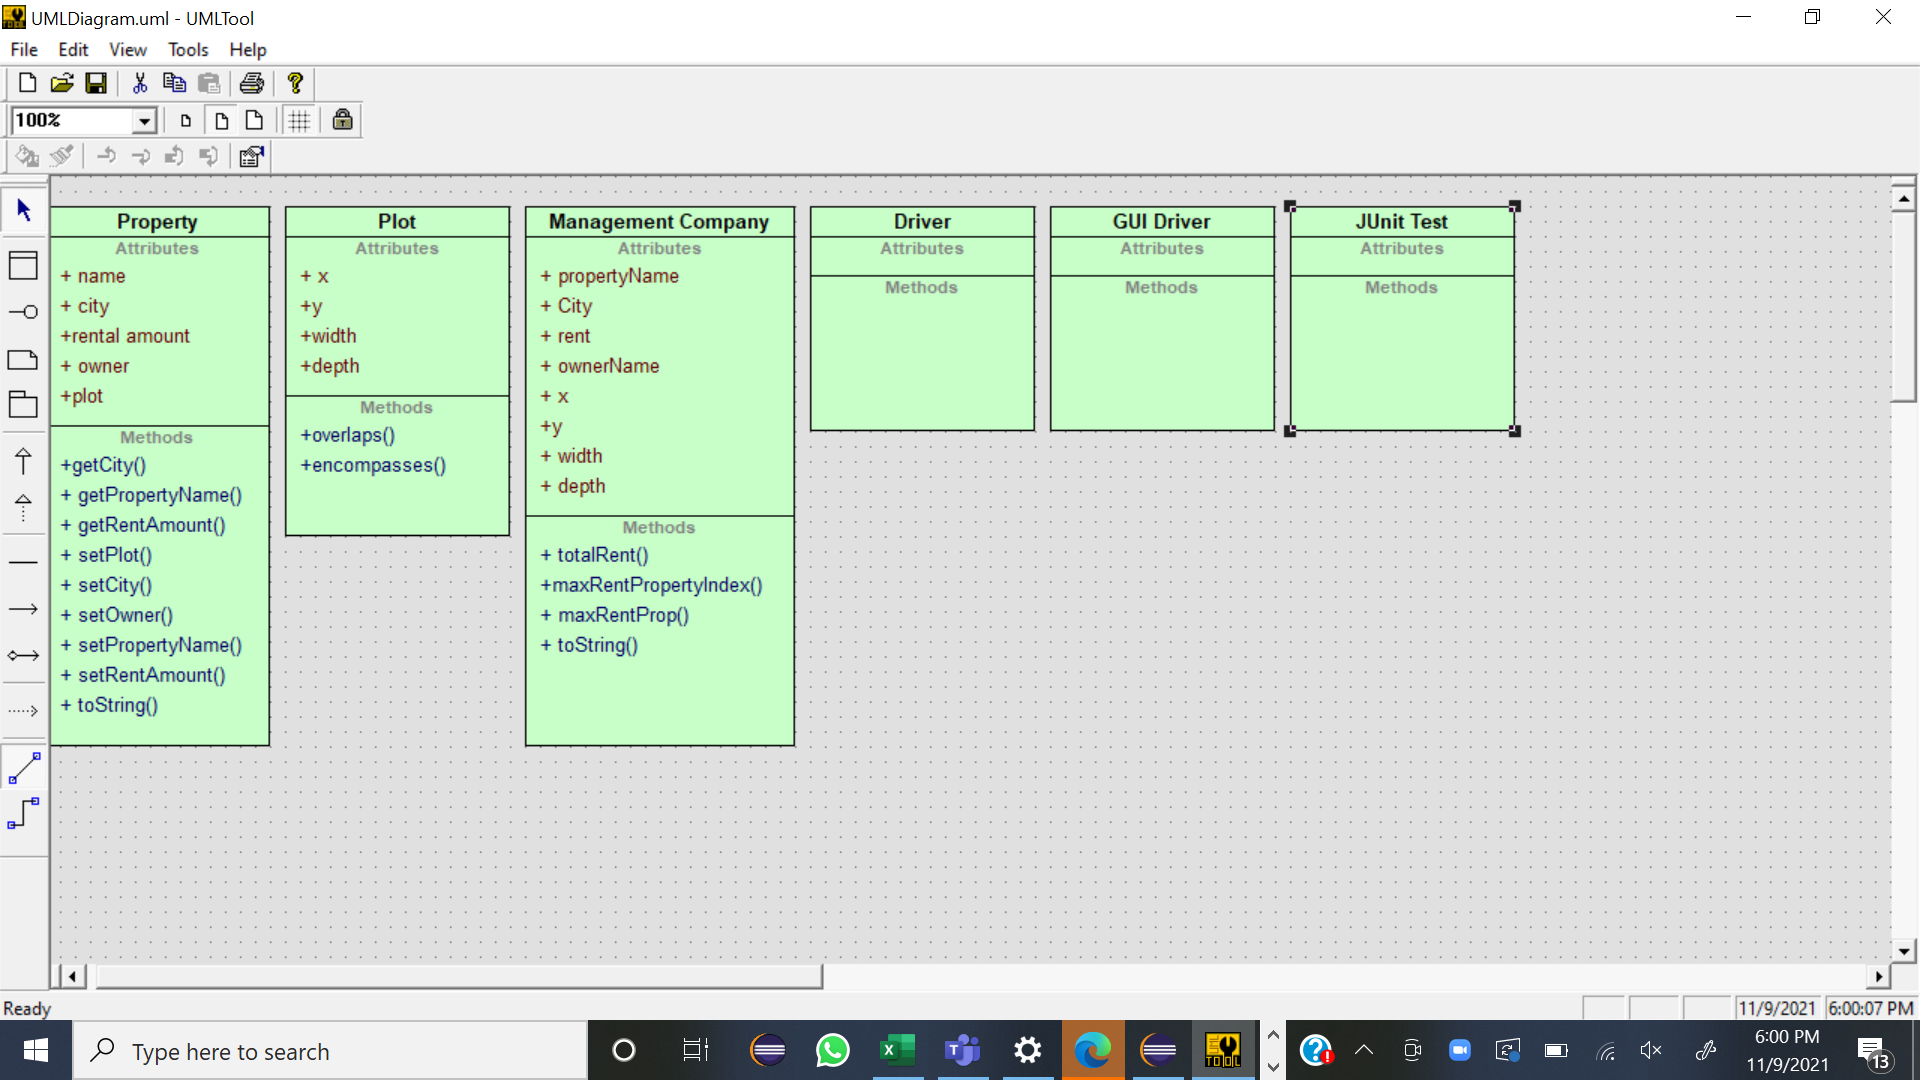 UMLDiagram.uml - UMLTool
File Edit View Tools Help
100%
Property
Attributes
+ name
+ city
+rental amount
+ owner
+plot
Methods
+getCity()
+ getPropertyName()
+ getRentAmount()
+ setPlot()
+ setCity()
+ setOwner()
+ setPropertyName()
+ setRentAmount()
+ toString()
Plot
Attributes
+ x
+y
+width
+depth
Methods
+overlaps()
+encompasses()
Management Company
Attributes
+ propertyName
+ City
+ rent
+ ownerName
+ x
+y
+ width
+ depth
Methods
+ totalRent()
+maxRentPropertyIndex()
+ maxRentProp()
+ toString()
Driver
Attributes
Methods
GUI Driver
Attributes
Methods
JUnit Test
Attributes
Methods
Ready
11/9/2021 6:00:07 PM
Type here to search
TOOL
6:00 PM
11/9/2021
13